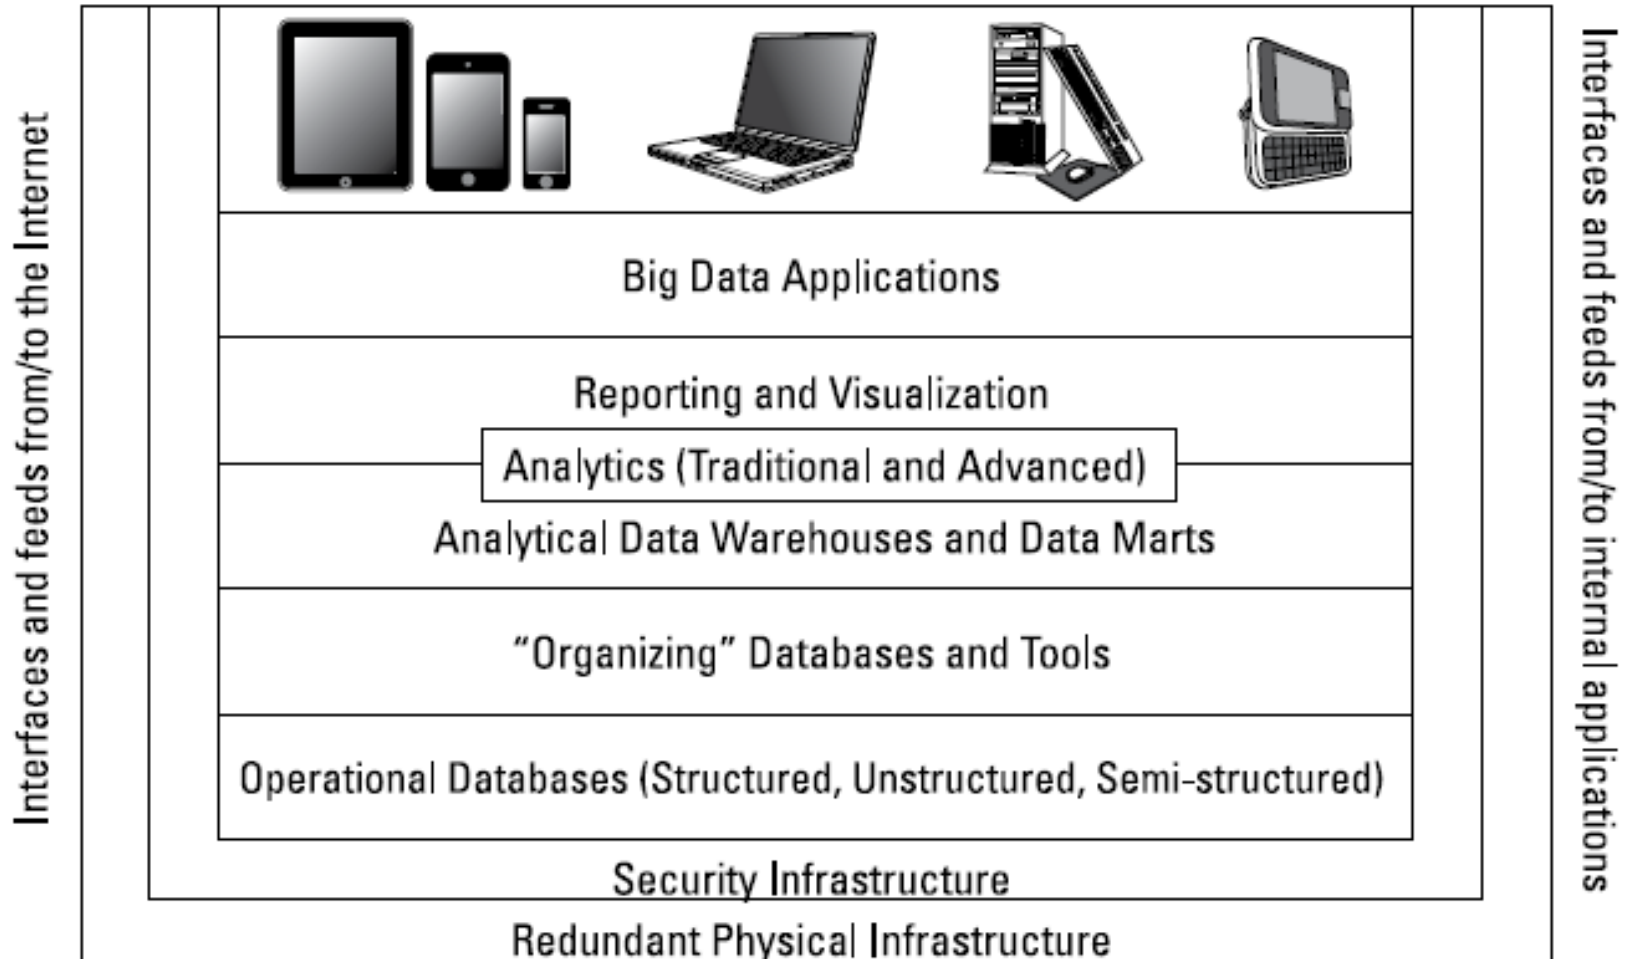 Interfaces and feeds from/to the Internet
Big Data Applications
Reporting and Visualization
Analytics (Traditional and Advanced)
Analytical Data Warehouses and Data Marts
“Organizing” Databases and Tools
Operational Databases (Structured, Unstructured, Semi-structured)
Security Infrastructure
Redundant Physical Infrastructure
Interfaces and feeds from/to internal applications